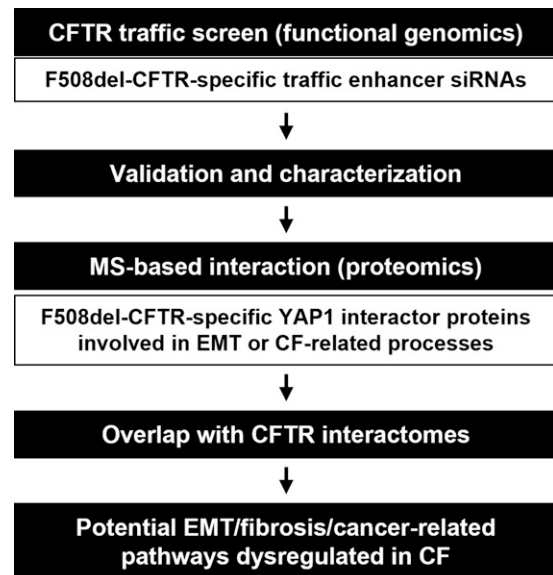 CFTR traffic screen (functional genomics)
F508del-CFTR-specific traffic enhancer siRNAs
Validation and characterization
MS-based interaction (proteomics)
F508del-CFTR-specific YAP1 interactor proteins
involved in EMT or CF-related processes
Overlap with CFTR interactomes
Potential EMT/fibrosis/cancer-related
pathways dysregulated in CF